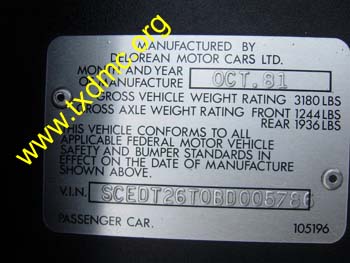 MANUFACTURED BY
DELOREAN MOTOR CARS LTD.
MONTH AND YEAR
OF MANUFACTURE OCT.81
GROSS VEHICLE WEIGHT RATING 3180 LBS
GROSS AXLE WEIGHT RATING FRONT 1244 LBS
REAR 1936 LBS
THIS VEHICLE CONFORMS TO ALL
APPLICABLE FEDERAL MOTOR VEHICLE
SAFETY AND BUMPER STANDARDS IN
EFFECT ON THE DATE OF MANUFACTURE
SHOWN ABOVE.
V.I.N. SCEDT26T0BD005786
PASSENGER CAR. 105196
www.txdmc.org